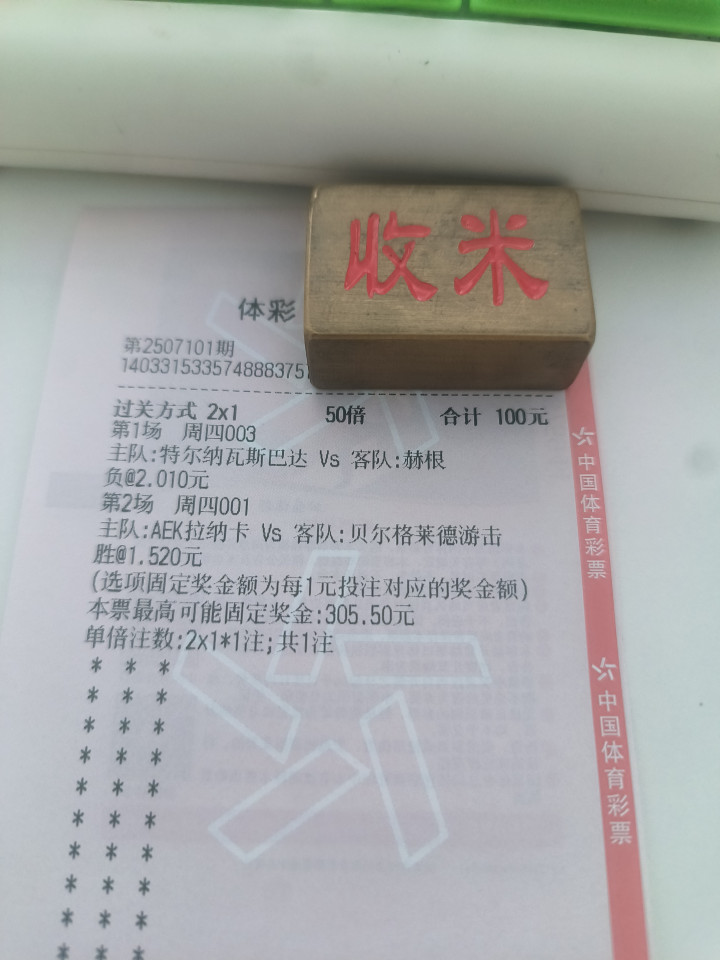 收米
体彩
第2507101期
140331533574888375
过关方式 2x1 50倍 合计 100元
第1场 周四003
主队:特尔纳瓦斯巴达 Vs 客队:赫根
负@2.010元
第2场 周四001
主队:AEK拉纳卡 Vs 客队:贝尔格莱德游击
胜@1.520元
(选项固定奖金额为每1元投注对应的奖金额)
本票最高可能固定奖金:305.50元
单倍注数:2x1*1注;共1注
* * *
* * *
* * *
* * *
* * *
* * *
* * *
* * *
* * *
* * *
中国体育彩票
中国体育彩票